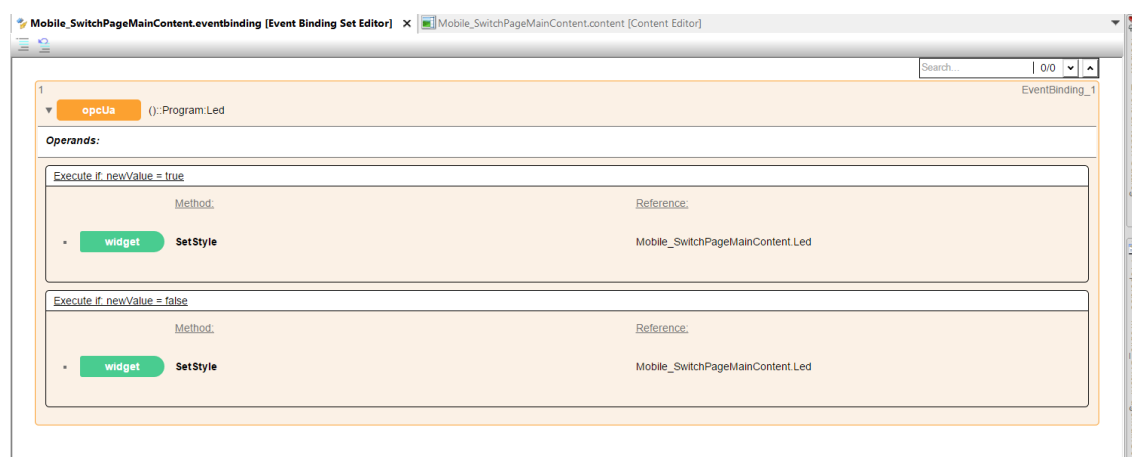 Mobile_SwitchPageMainContent.eventbinding [Event Binding Set Editor] X Mobile_SwitchPageMainContent.content [Content Editor]
Search... 0/0
1 EventBinding_1
opcUa ()::Program:Led
Operands:
Execute if: newValue = true
Method: Reference:
widget SetStyle Mobile_SwitchPageMainContent.Led
Execute if: newValue = false
Method: Reference:
widget SetStyle Mobile_SwitchPageMainContent.Led